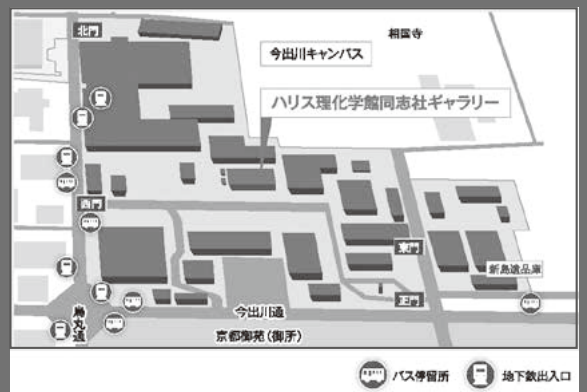 北門
相国寺
今出川キャンパス
ハリス理化学館同志社ギャラリー
西門
東門
新島遺品庫
正門
烏丸通
今出川通
京都御苑(御所)
バス停留所
地下鉄出入口